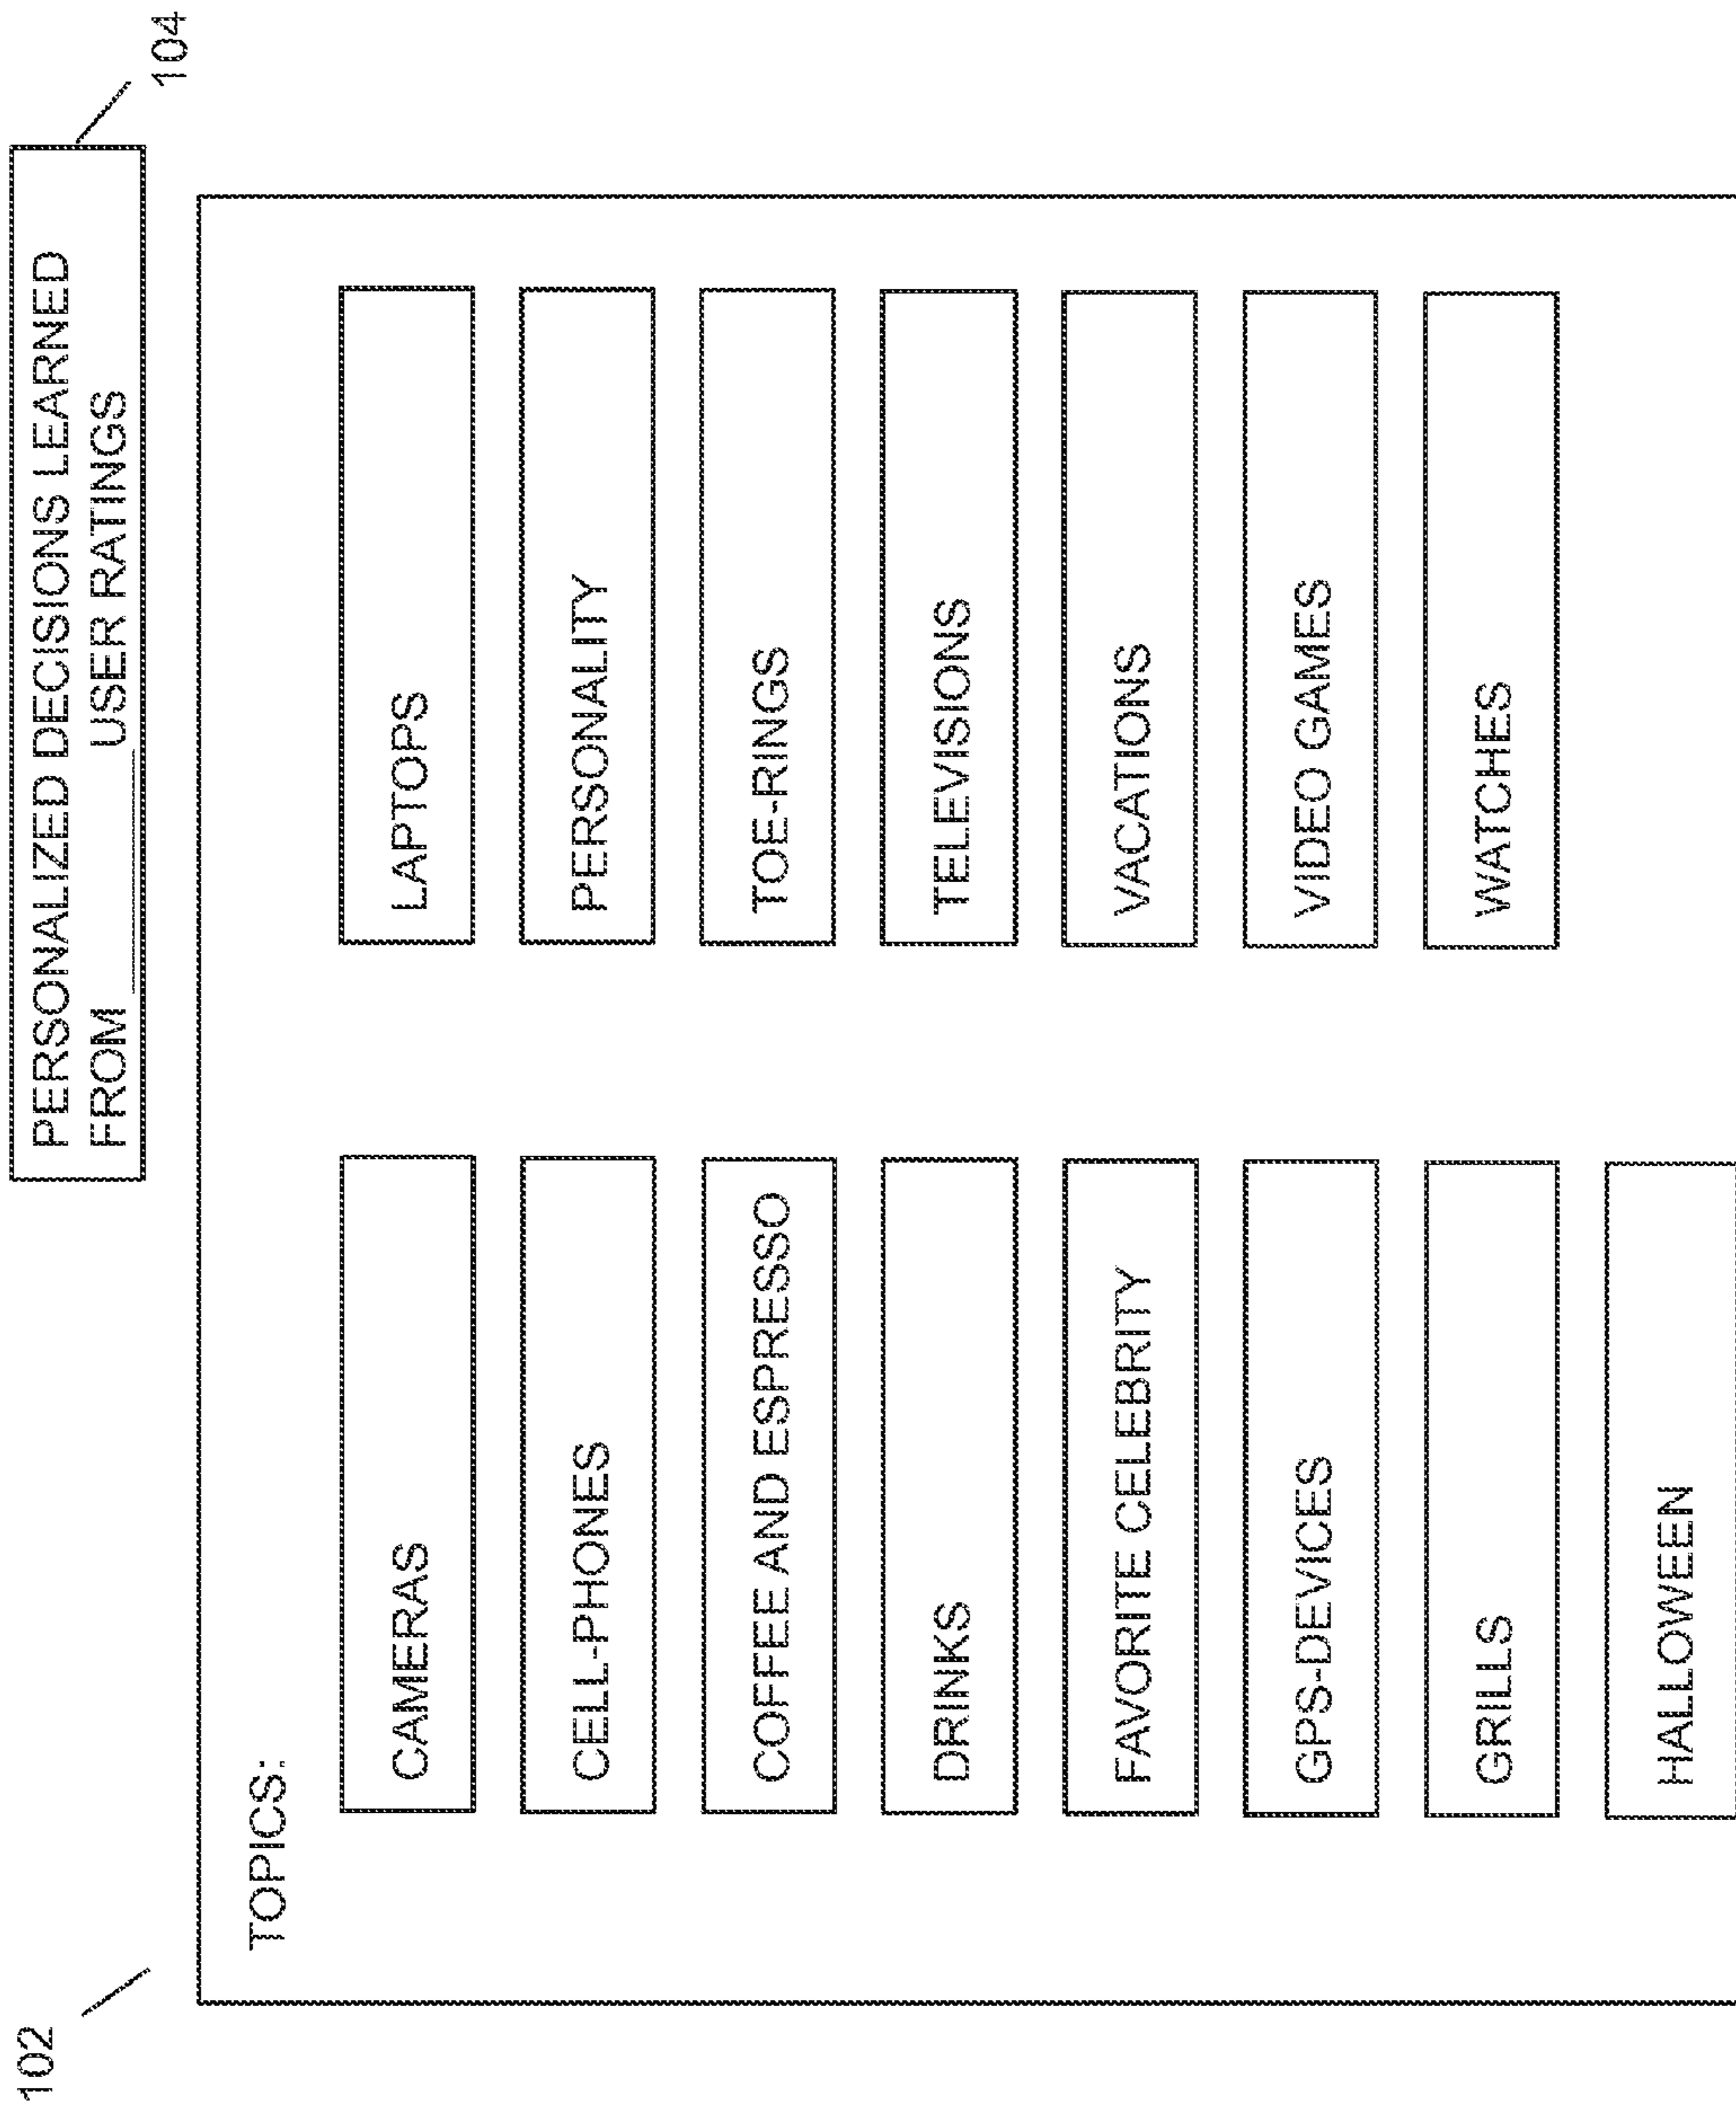 102
PERSONALIZED DECISIONS LEARNED
FROM ________ USER RATINGS
104
TOPICS:
CAMERAS
CELL-PHONES
COFFEE AND ESPRESSO
DRINKS
FAVORITE CELEBRITY
GPS-DEVICES
GRILLS
HALLOWEEN
LAPTOPS
PERSONALITY
TOE-RINGS
TELEVISIONS
VACATIONS
VIDEO GAMES
WATCHES